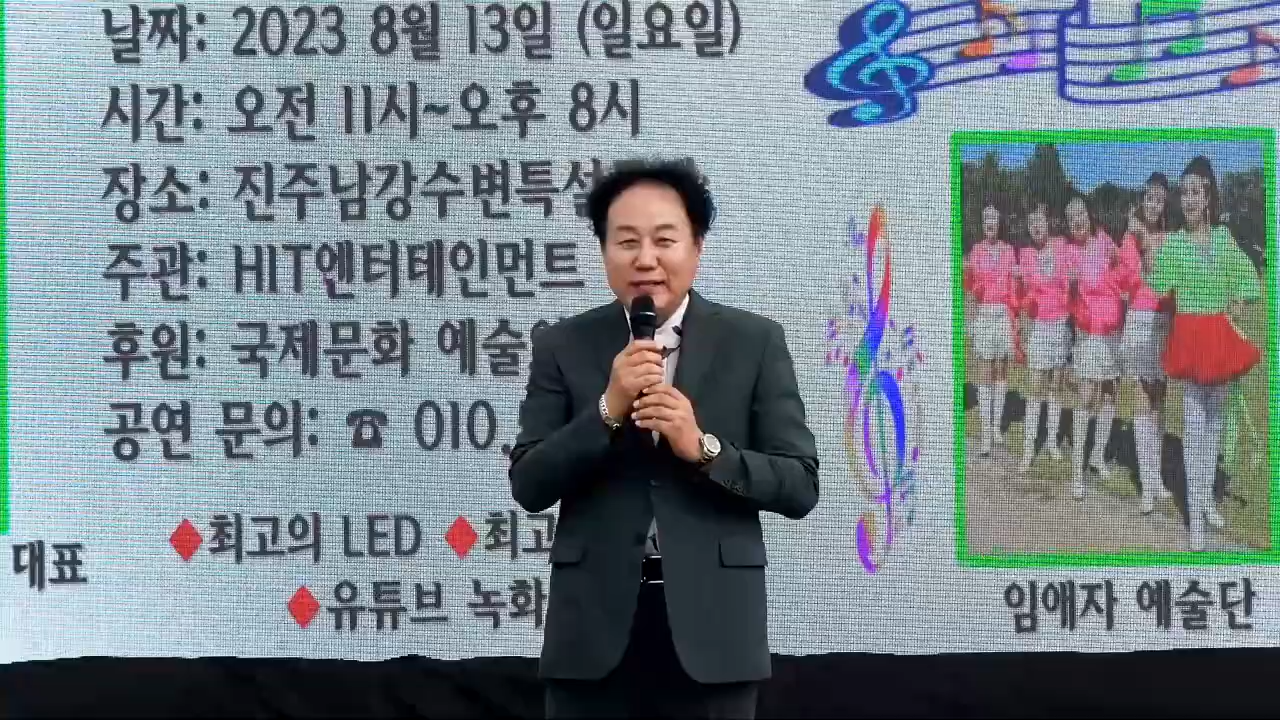 날짜: 2023 8월 13일 (일요일)
시간: 오전 11시~오후 8시
장소: 진주남강수변특설
주관: HIT엔터테인먼트
후원: 국제문화 예술
공연 문의: ☎ 010.
◆최고의 LED ◆최고
대표
◆유튜브 녹화
임애자 예술단